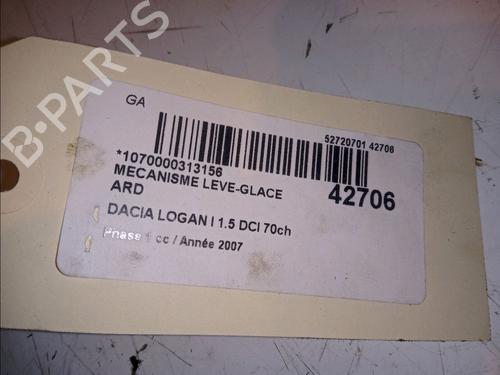 B-PARTS
GA
52720701 42706
*1070000313156
MECANISME LEVE-GLACE
ARD
42706
DACIA LOGAN I 1.5 DCI 70ch
Phase 1 cc / Année 2007